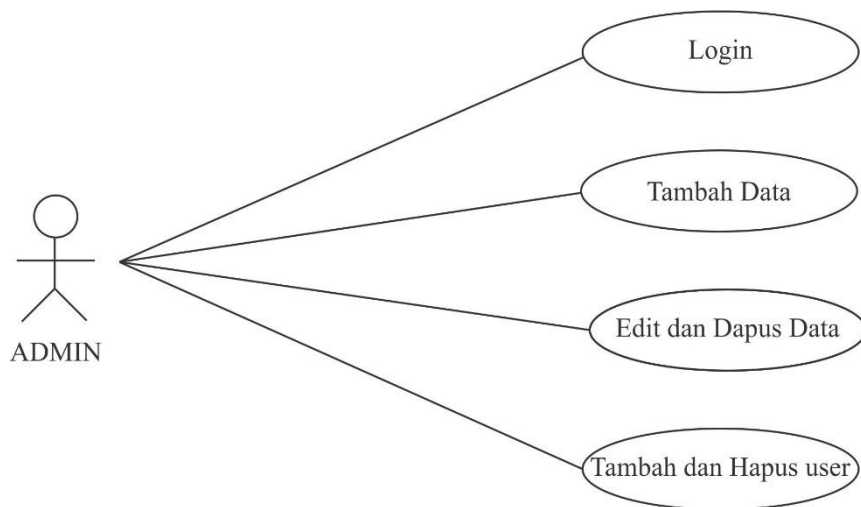 Login
Tambah Data
Edit dan Dapus Data
ADMIN
Tambah dan Hapus user